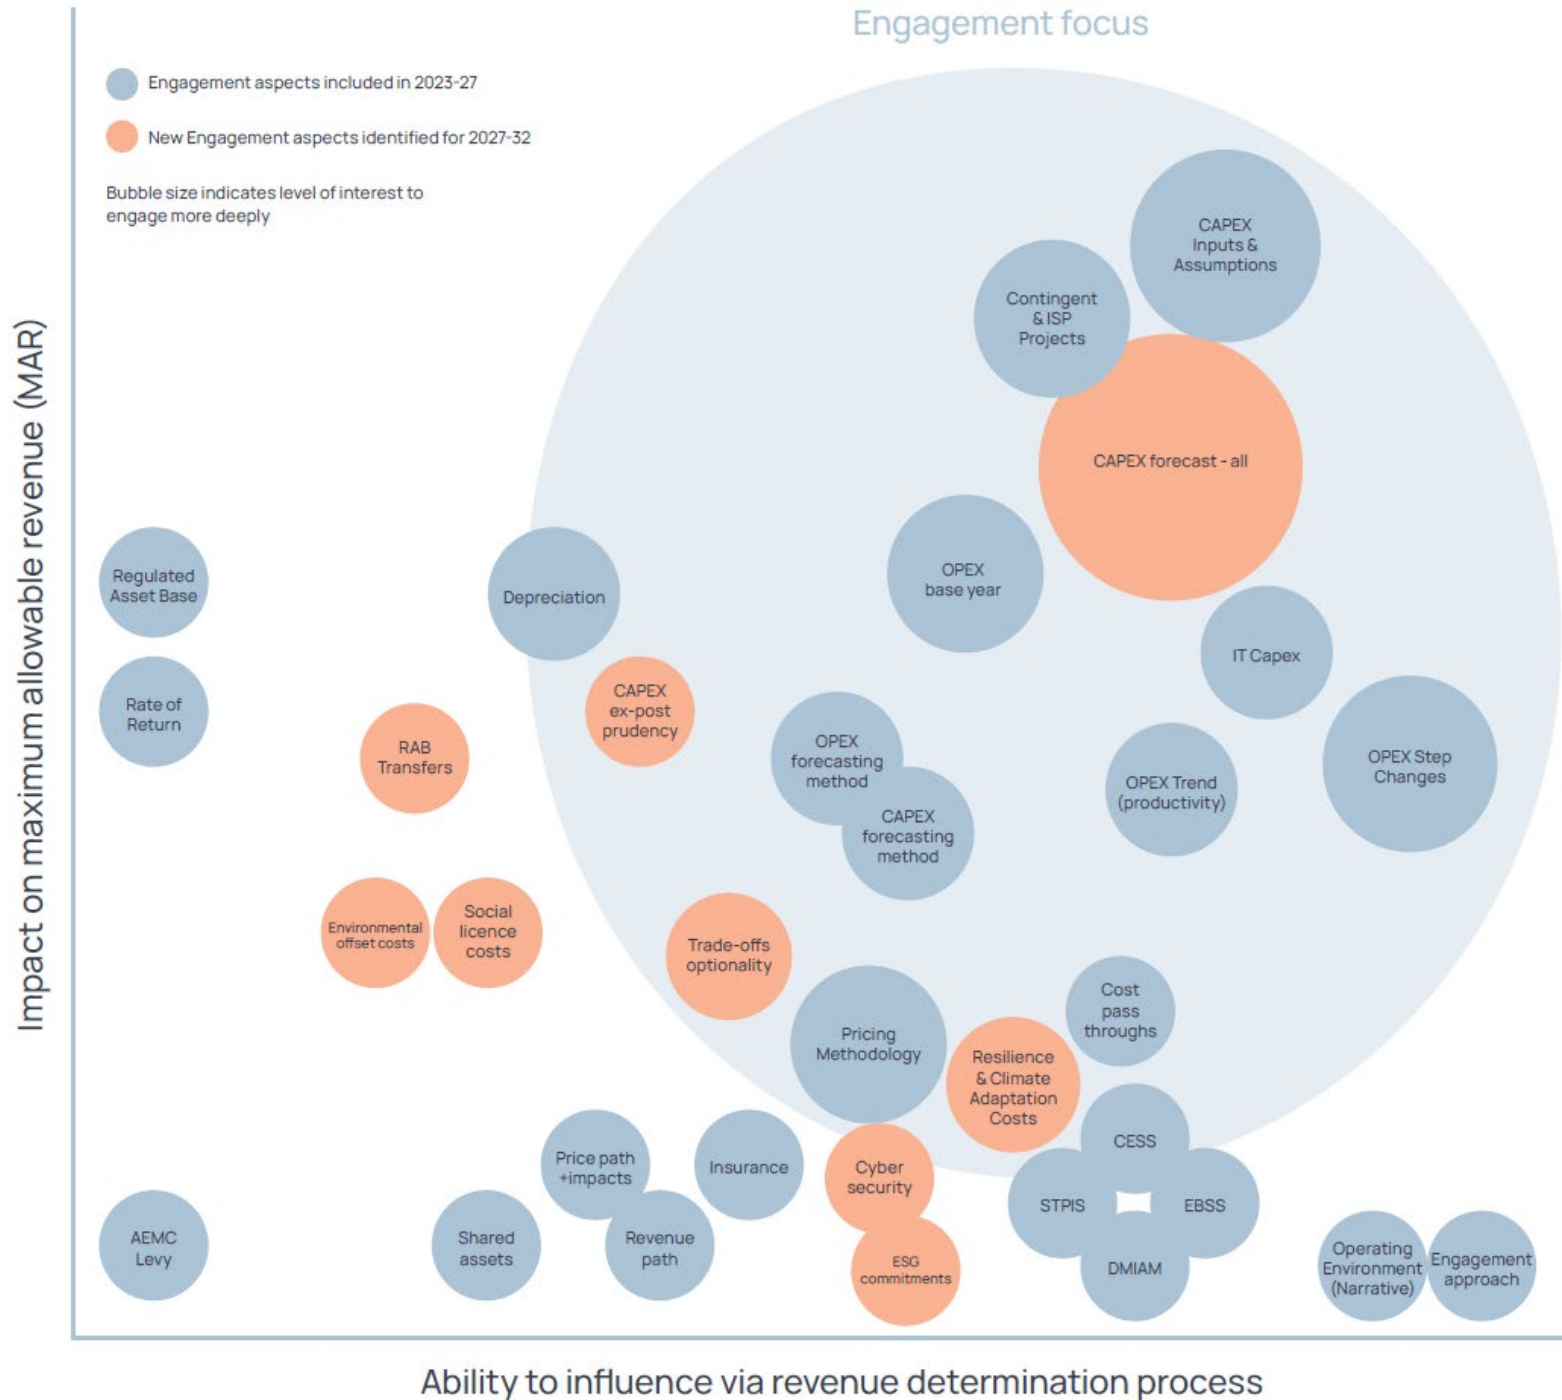 Engagement focus
Engagement aspects included in 2023-27
New Engagement aspects identified for 2027-32
Bubble size indicates level of interest to
engage more deeply
Impact on maximum allowable revenue (MAR)
CAPEX
Inputs &
Assumptions
Contingent
& ISP
Projects
CAPEX forecast - all
OPEX
base year
Regulated
Asset Base
Depreciation
IT Capex
Rate of
Return
CAPEX
ex-post
prudency
RAB
Transfers
OPEX
forecasting
method
OPEX Step
Changes
OPEX Trend
(productivity)
CAPEX
forecasting
method
Environmental
offset costs
Social
licence
costs
Trade-offs
optionality
Cost
pass
throughs
Pricing
Methodology
Resilience
& Climate
Adaptation
Costs
CESS
Price path
+impacts
Insurance
Cyber
security
STPIS
EBSS
AEMC
Levy
Shared
assets
Revenue
path
ESG
commitments
DMIAM
Operating
Environment
(Narrative)
Engagement
approach
Ability to influence via revenue determination process